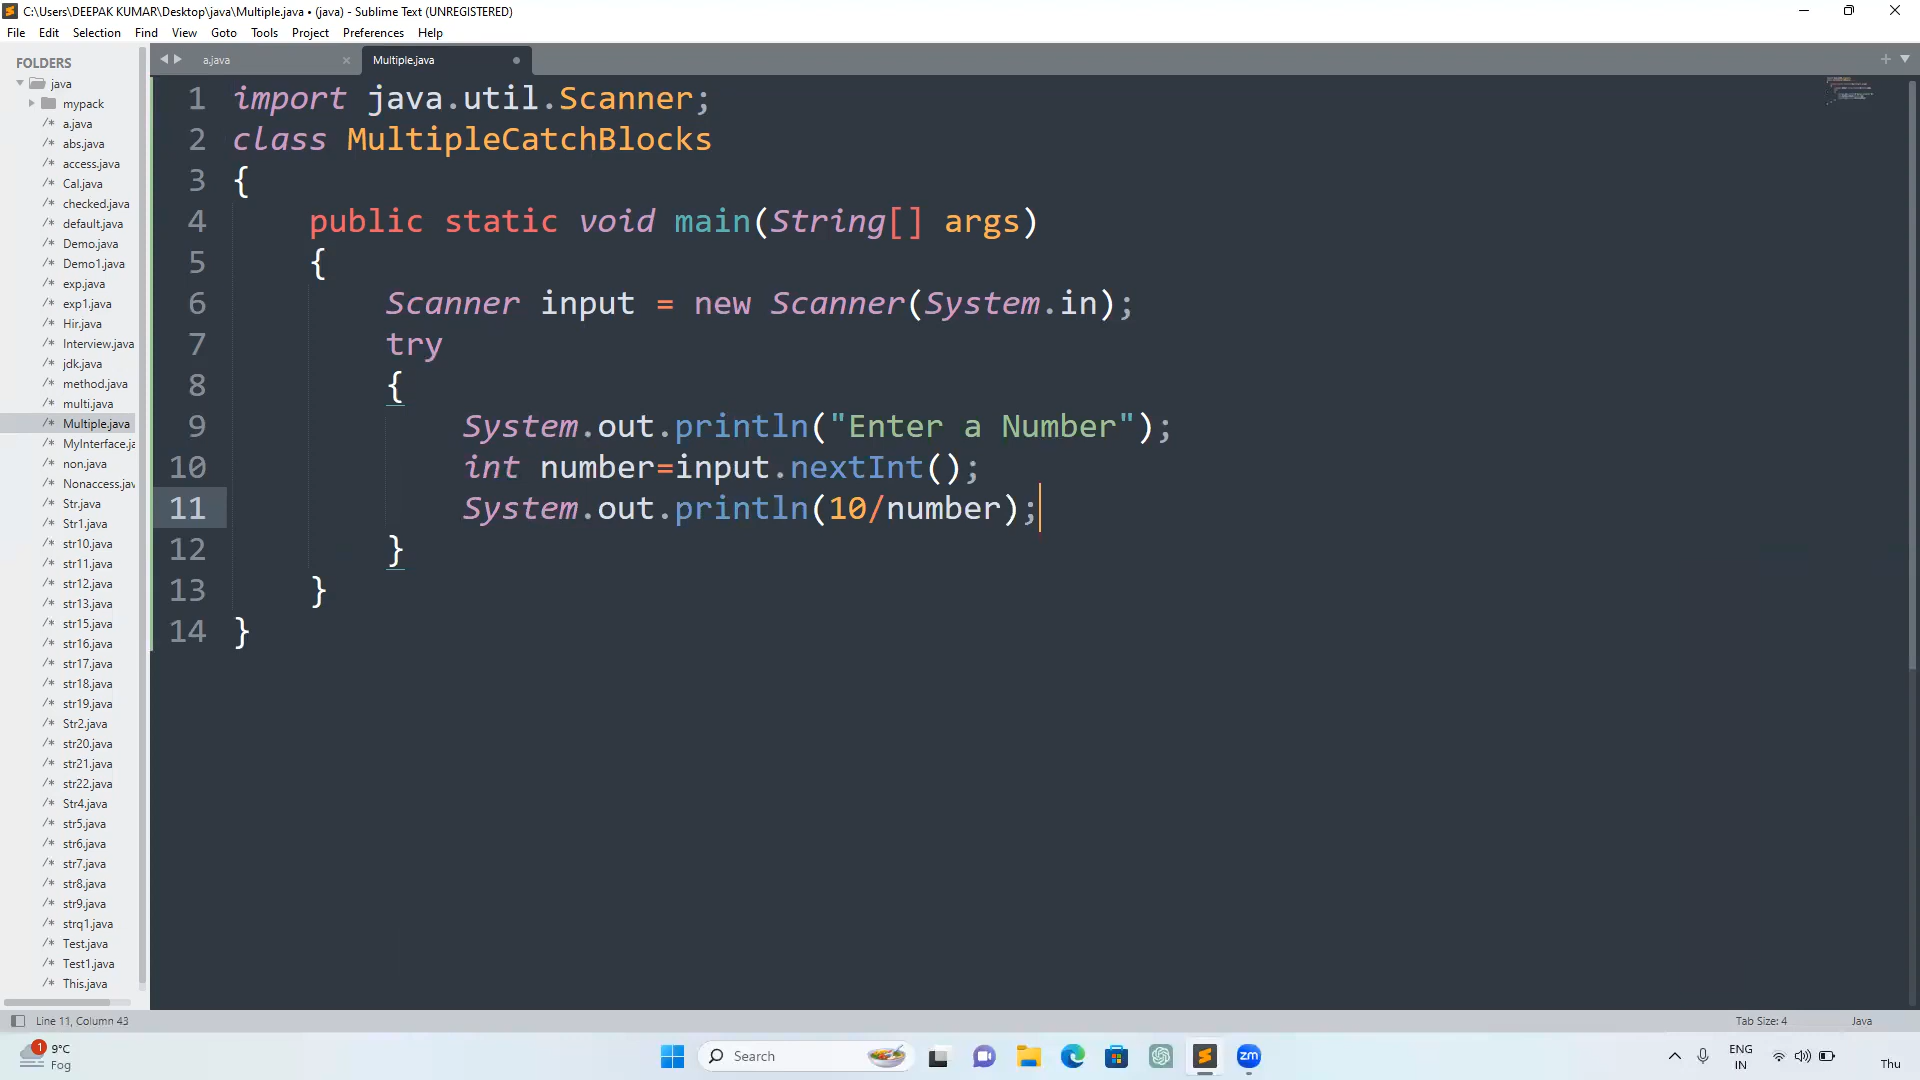 C:\Users\DEEPAK KUMAR\Desktop\java\Multiple.java • (java) - Sublime Text (UNREGISTERED)
File Edit Selection Find View Goto Tools Project Preferences Help
FOLDERS
java
mypack
a.java
abs.java
access.java
Cal.java
checked.java
default.java
Demo.java
Demo1.java
exp.java
exp1.java
Hir.java
Interview.java
jdk.java
method.java
multi.java
Multiple.java
MyInterface.ja
non.java
Nonaccess.jav
Str.java
Str1.java
str10.java
str11.java
str12.java
str13.java
str15.java
str16.java
str17.java
str18.java
str19.java
Str2.java
str20.java
str21.java
str22.java
Str4.java
str5.java
str6.java
str7.java
str8.java
str9.java
strq1.java
Test.java
Test1.java
This.java
a.java Multiple.java
1 import java.util.Scanner;
2 class MultipleCatchBlocks
3 {
4 public static void main(String[] args)
5 {
6 Scanner input = new Scanner(System.in);
7 try
8 {
9 System.out.println("Enter a Number");
10 int number=input.nextInt();
11 System.out.println(10/number);
12 }
13 }
14 }
Line 11, Column 43 Tab Size: 4 Java
1
9°C
Fog
Search
zm
ENG
IN
Thu